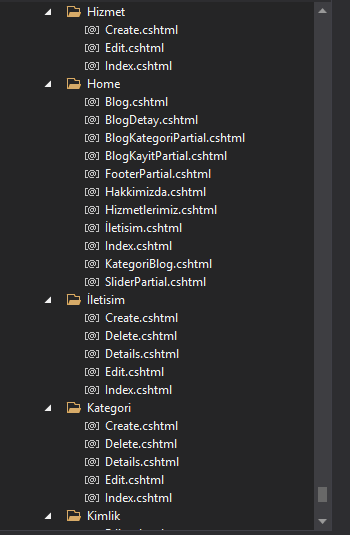 Hizmet
Create.cshtml
Edit.cshtml
Index.cshtml
Home
Blog.cshtml
BlogDetay.cshtml
BlogKategoriPartial.cshtml
BlogKayitPartial.cshtml
FooterPartial.cshtml
Hakkimizda.cshtml
Hizmetlerimiz.cshtml
İletisim.cshtml
Index.cshtml
KategoriBlog.cshtml
SliderPartial.cshtml
İletisim
Create.cshtml
Delete.cshtml
Details.cshtml
Edit.cshtml
Index.cshtml
Kategori
Create.cshtml
Delete.cshtml
Details.cshtml
Edit.cshtml
Index.cshtml
Kimlik